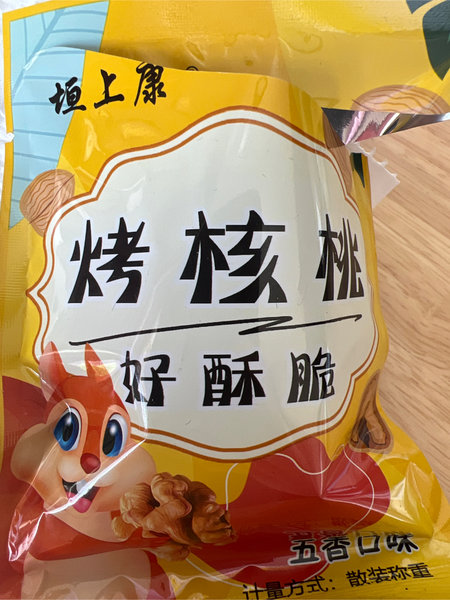 垣上康
烤核桃
好酥脆
五香口味
计量方式：散装称重